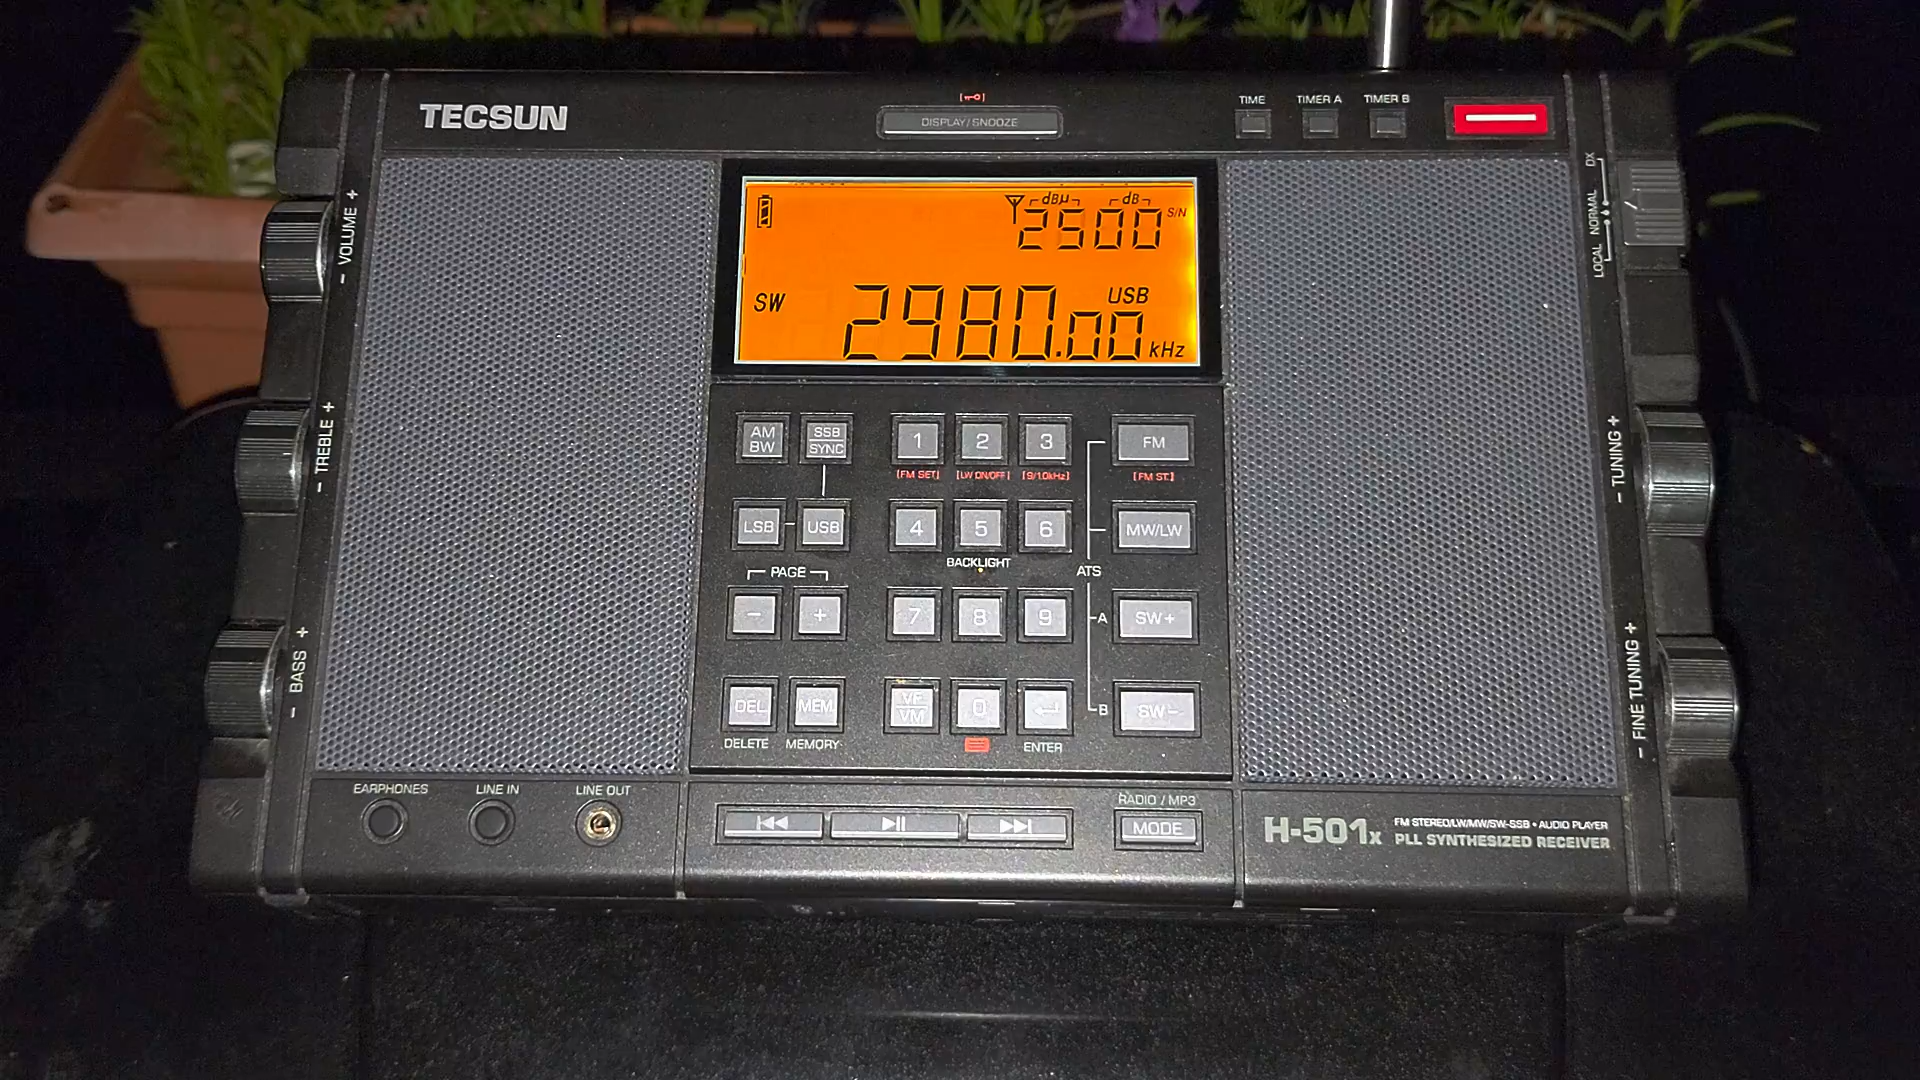 TECSUN
DISPLAY/SNOOZE
TIME TIMER A TIMER B
- VOLUME +
- TREBLE +
- BASS +
dBµ dB
2500 S/N
SW 2980.00 USB kHz
LOCAL NORMAL DX
- TUNING +
- FINE TUNING +
AM BW
SSB SYNC
1 2 3 FM
[FM SET] [LW ON/OFF] [9/10kHz] [FM ST.]
LSB - USB 4 5 6 MW/LW
BACKLIGHT
PAGE ATS
- + 7 8 9 A SW+
DEL MEM VF VM 0 B SW-
DELETE MEMORY ENTER
EARPHONES LINE IN LINE OUT
RADIO / MP3
MODE
H-501x
FM STEREO/LW/MW/SW-SSB • AUDIO PLAYER
PLL SYNTHESIZED RECEIVER